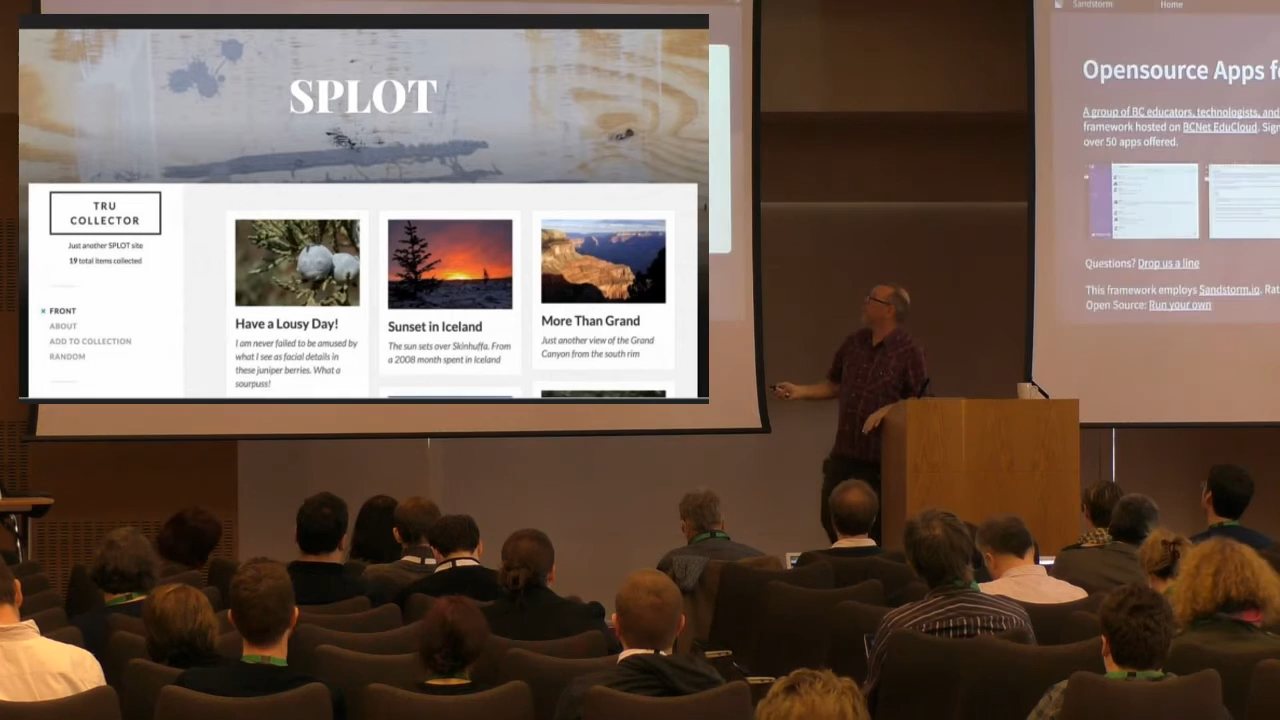 SPLOT
TRU
COLLECTOR
Just another SPLOT site
19 total items collected
FRONT
ABOUT
ADD TO COLLECTION
RANDOM
Have a Lousy Day!
I am never failed to be amused by
what I see as facial details in
these juniper berries. What a
sourpuss!
Sunset in Iceland
The sun sets over Skinhuffa. From
a 2008 month spent in Iceland
More Than Grand
Just another view of the Grand
Canyon from the south rim
Sandstorm
Home
Opensource Apps f
A group of BC educators, technologists, and
framework hosted on BCNet EduCloud. Sign
over 50 apps offered.
Questions? Drop us a line
This framework employs Sandstorm.io. Rat
Open Source: Run your own